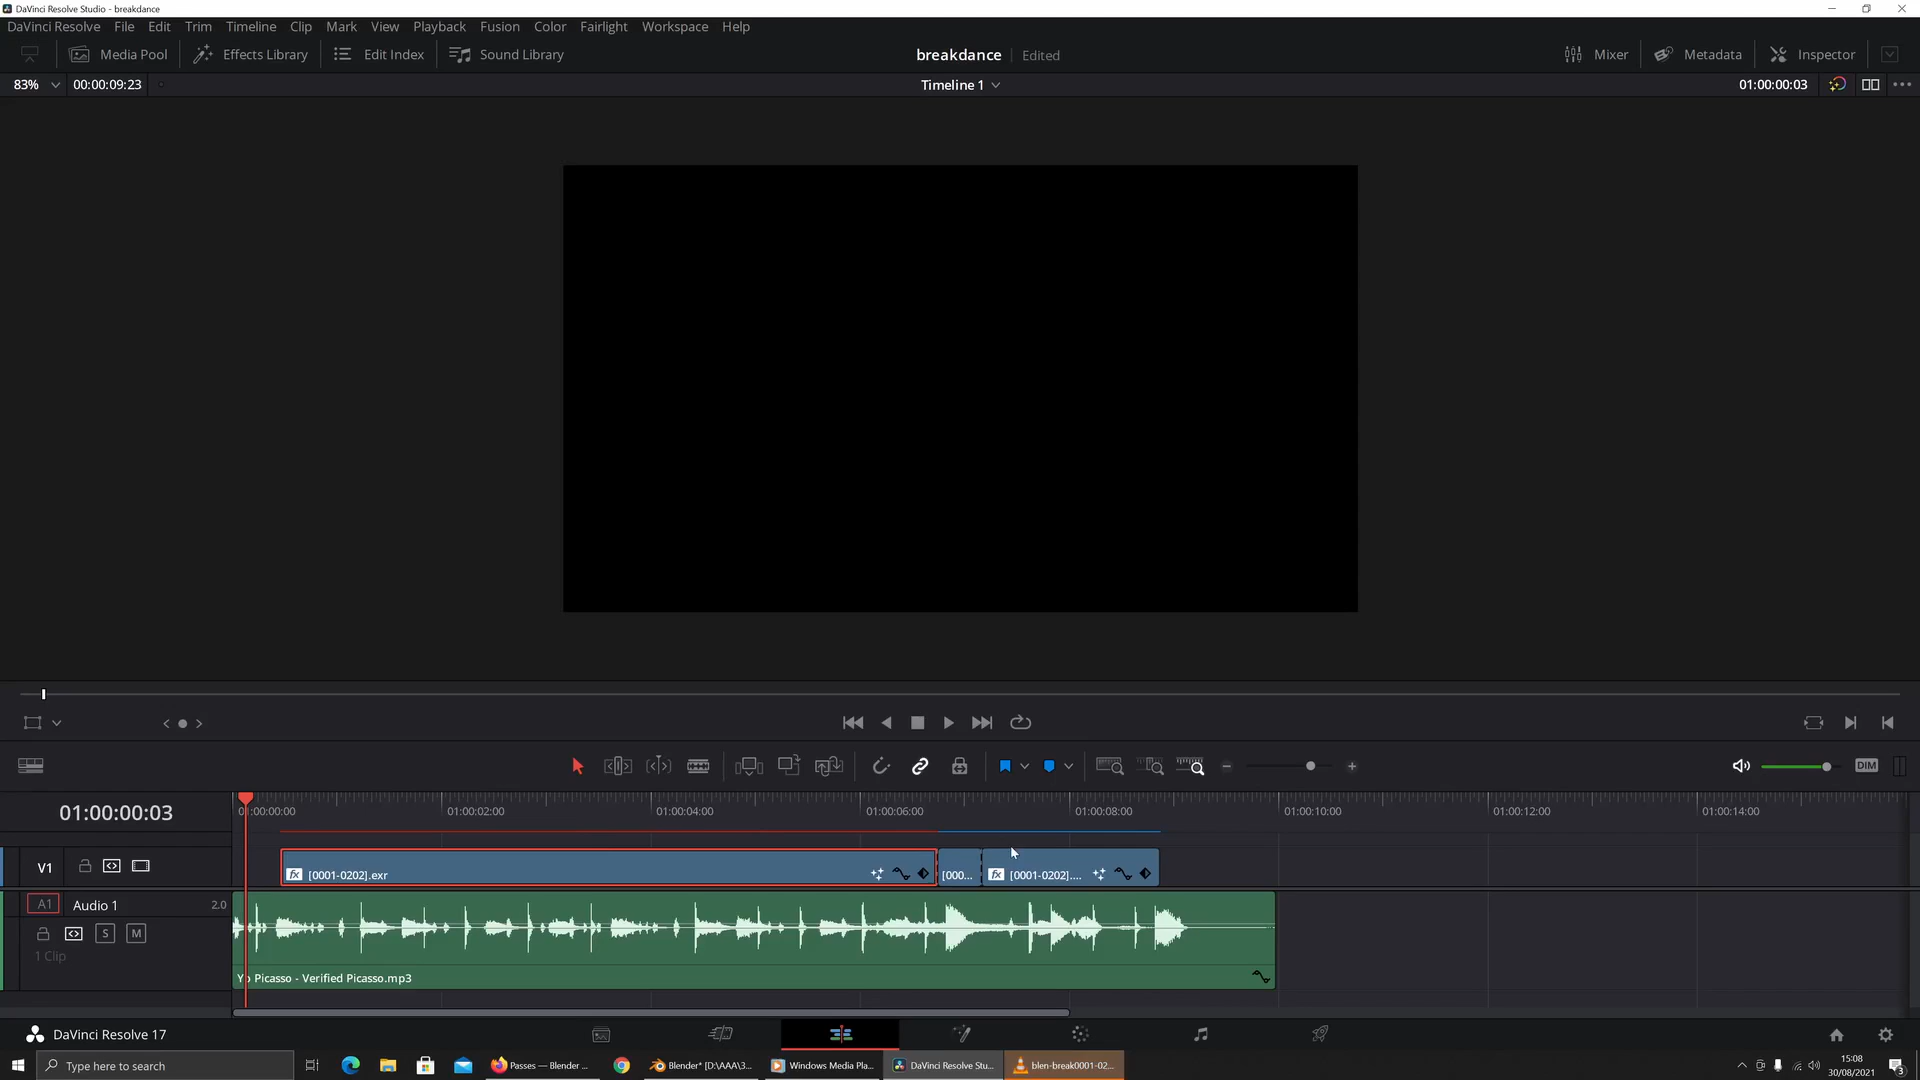 DaVinci Resolve Studio - breakdance
DaVinci Resolve File Edit Trim Timeline Clip Mark View Playback Fusion Color Fairlight Workspace Help
Media Pool Effects Library Edit Index Sound Library breakdance Edited Mixer Metadata Inspector
83% 00:00:09:23 Timeline 1 01:00:00:03
DIM
01:00:00:03 01:00:00:00 01:00:02:00 01:00:04:00 01:00:06:00 01:00:08:00 01:00:10:00 01:00:12:00 01:00:14:00
V1 [0001-0202].exr [000... [0001-0202]....
A1 Audio 1 2.0
S M
1 Clip
Yo Picasso - Verified Picasso.mp3
DaVinci Resolve 17
Type here to search Passes — Blender ... Blender* [D:\AAA\3... Windows Media Pla... DaVinci Resolve Stu... blen-break0001-02... 15:08
30/08/2021 3